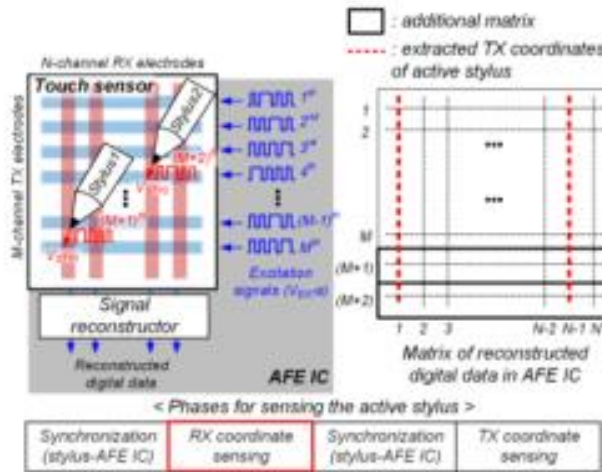 N-channel RX electrodes
Touch sensor
M-channel TX electrodes
Stylus1
Stylus2
(M+1)th
(M+2)th
1st
2nd
3rd
4th
(M-1)th
Mth
Excitation
signals
Signal
reconstructor
Reconstructed
digital data
AFE IC
: additional matrix
: extracted TX coordinates
of active stylus
1
2
M
(M+1)
(M+2)
1 2 3 N-2 N-1 N
Matrix of reconstructed
digital data in AFE IC
< Phases for sensing the active stylus >
Synchronization
(stylus-AFE IC)
RX coordinate
sensing
Synchronization
(stylus-AFE IC)
TX coordinate
sensing